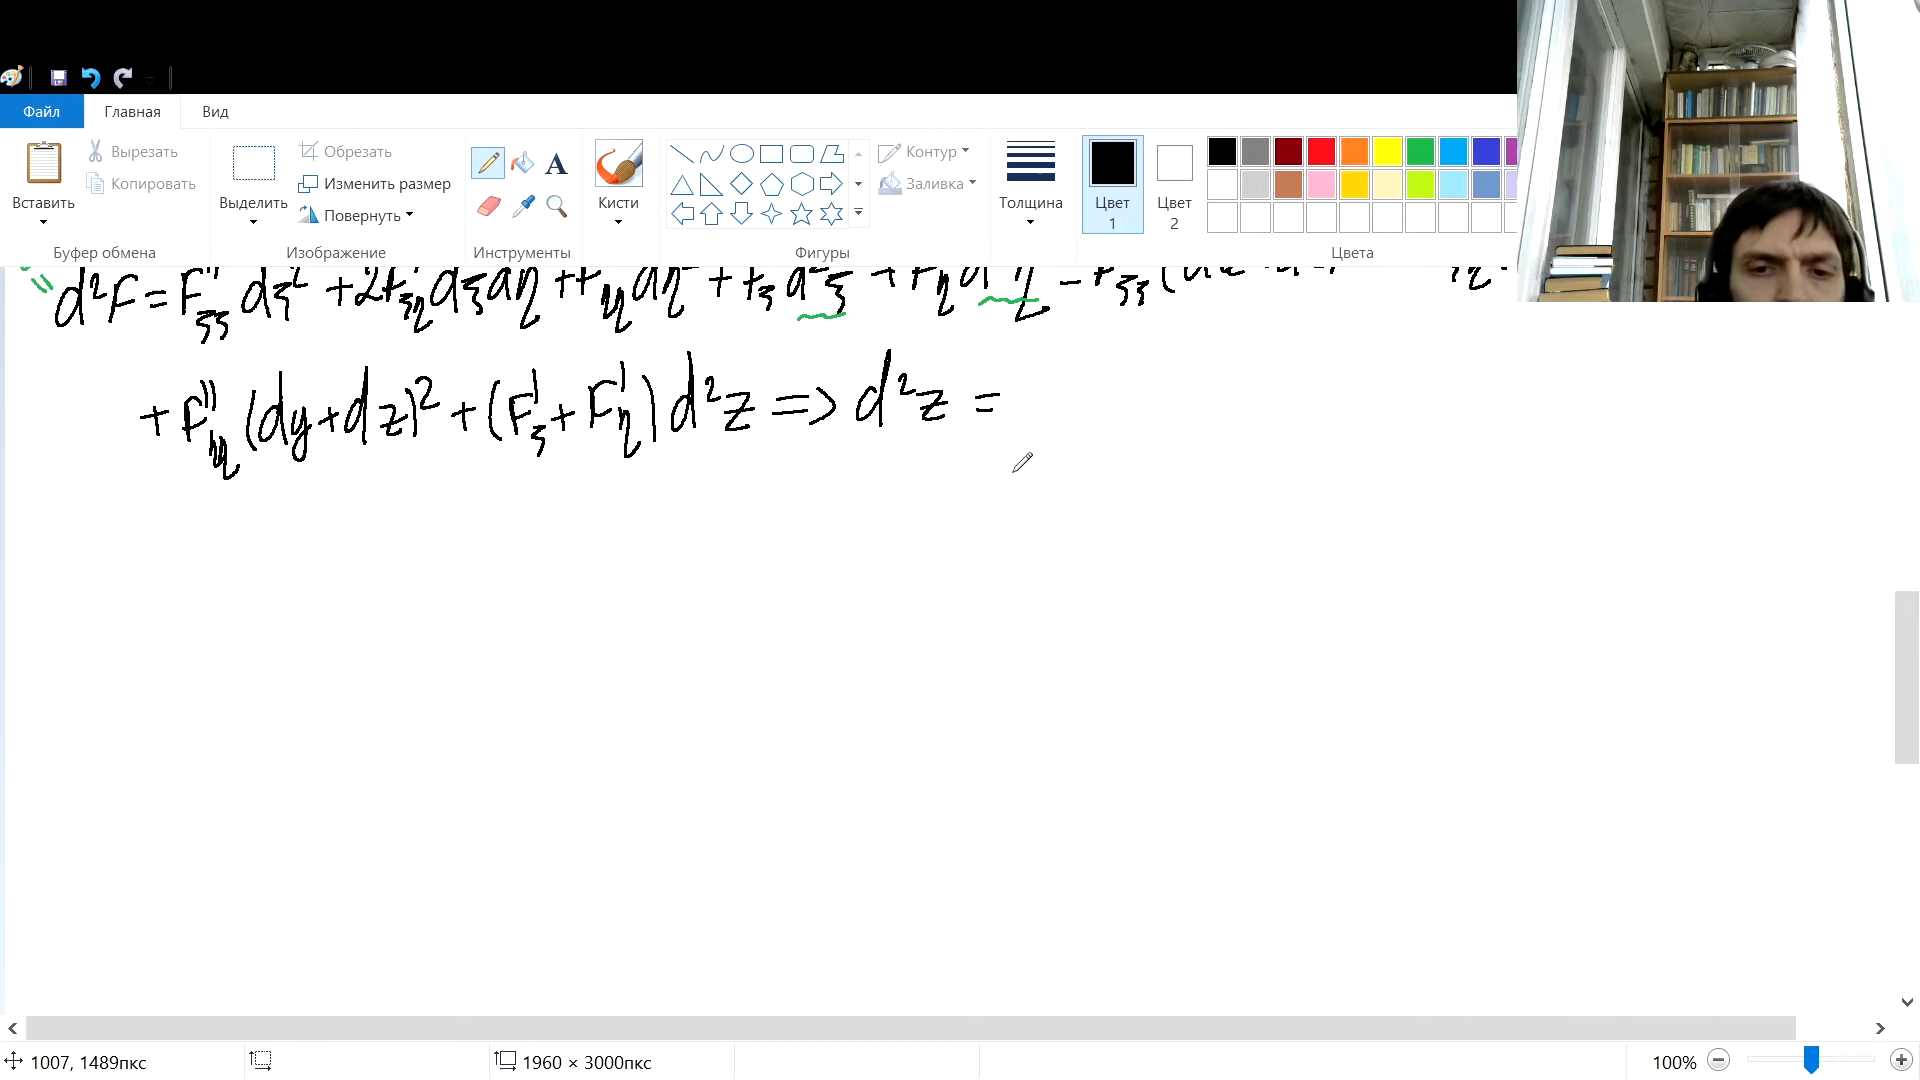 Файл Главная Вид
Вставить
Вырезать
Копировать
Буфер обмена
Выделить
Обрезать
Изменить размер
Повернуть
Изображение
Инструменты
Кисти
Фигуры
Контур
Заливка
Толщина
Цвет 1
Цвет 2
Цвета
d²F = F''ξξ dξ² + 2F''ξη dξdη + F''ηη dη² + F'ξ d²ξ + F'η d²η = F''ξξ (
+ F''ηη (dy+dz)² + (F'ξ + F'η) d²z => d²z =
1007, 1489пкс 1960 × 3000пкс 100%